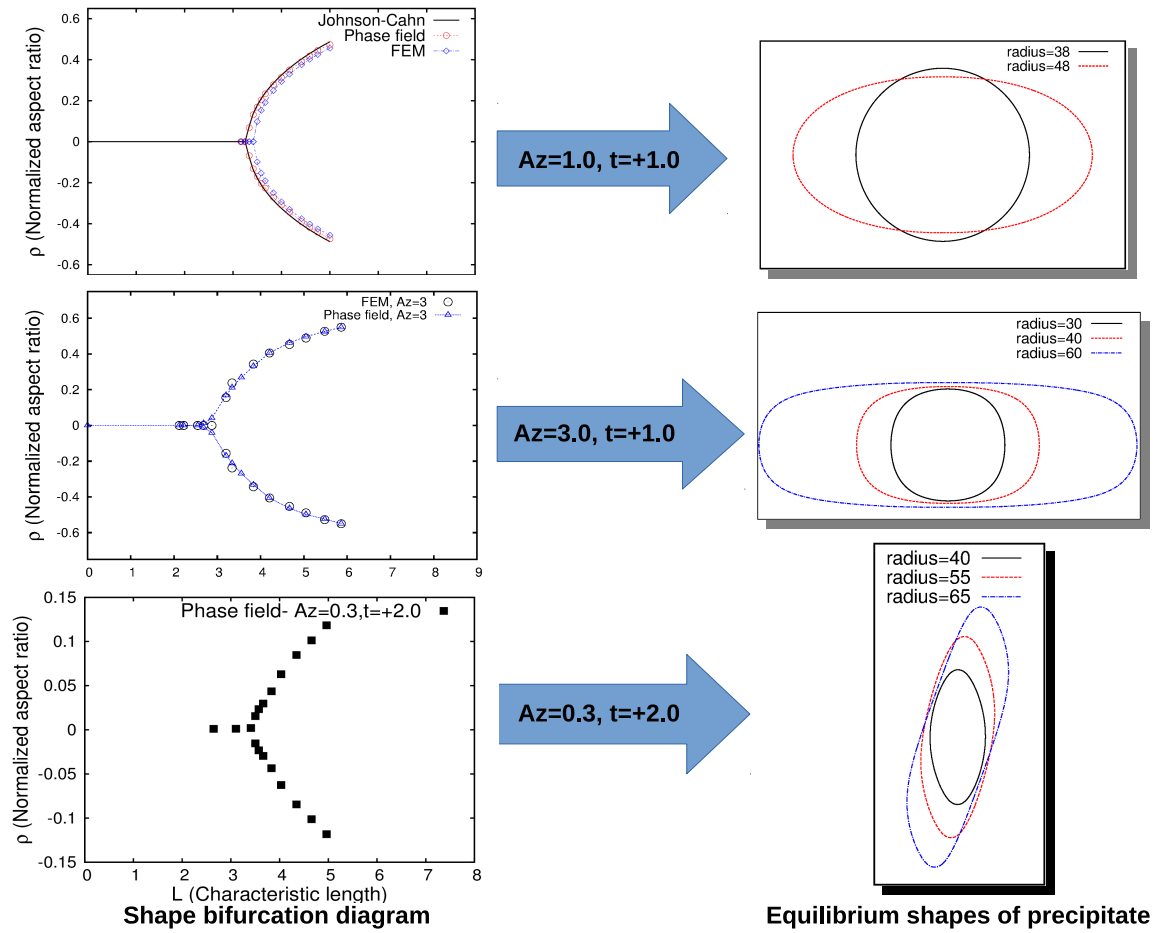 Johnson-Cahn
Phase field
FEM
0.6
0.4
0.2
0
-0.2
-0.4
-0.6
ρ (Normalized aspect ratio)
Az=1.0, t=+1.0
radius=38
radius=48
FEM, Az=3
Phase field, Az=3
0.6
0.4
0.2
0
-0.2
-0.4
-0.6
ρ (Normalized aspect ratio)
0 1 2 3 4 5 6 7 8 9
Az=3.0, t=+1.0
radius=30
radius=40
radius=60
Phase field- Az=0.3,t=+2.0
0.15
0.1
0.05
0
-0.05
-0.1
-0.15
ρ (Normalized aspect ratio)
0 1 2 3 4 5 6 7 8
L (Characteristic length)
Az=0.3, t=+2.0
radius=40
radius=55
radius=65
Shape bifurcation diagram
Equilibrium shapes of precipitate